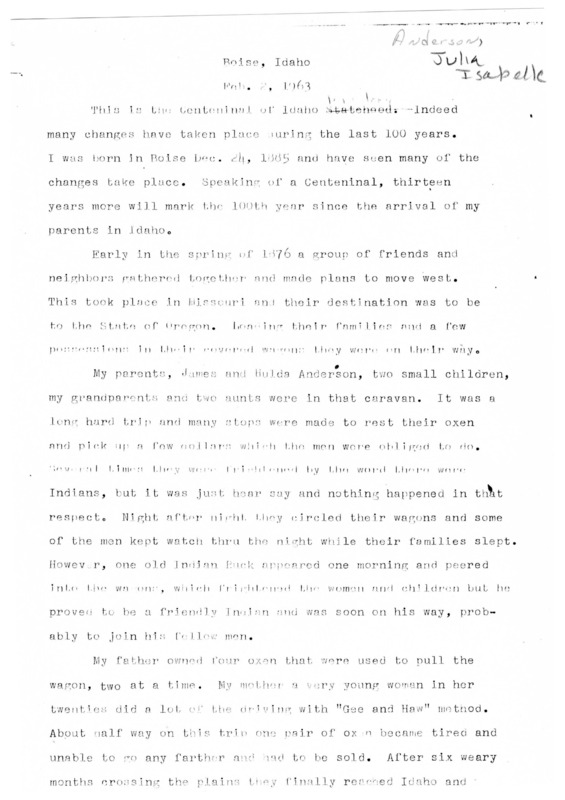 Anderson,
Julia
Isabelle
Boise, Idaho
Feb. 2, 1963
This is the Centeninal of Idaho Statehood. Indeed
many changes have taken place during the last 100 years.
I was born in Boise Dec. 24, 1885 and have seen many of the
changes take place. Speaking of a Centeninal, thirteen
years more will mark the 100th year since the arrival of my
parents in Idaho.
Early in the spring of 1876 a group of friends and
neighbors gathered together and made plans to move west.
This took place in Missouri and their destination was to be
to the State of Oregon. Loading their families and a few
possessions in their covered wagons they were on their way.
My parents, James and Hulda Anderson, two small children,
my grandparents and two aunts were in that caravan. It was a
long hard trip and many stops were made to rest their oxen
and pick up a few dollars which the men were obliged to do.
Several times they were frightened by the word there were
Indians, but it was just hear say and nothing happened in that
respect. Night after night they circled their wagons and some
of the men kept watch thru the night while their families slept.
However, one old Indian Buck appeared one morning and peered
into the wagons, which frightened the women and children but he
proved to be a friendly Indian and was soon on his way, prob-
ably to join his fellow men.
My father owned four oxen that were used to pull the
wagon, two at a time. My mother a very young woman in her
twenties did a lot of the driving with "Gee and Haw" method.
About half way on this trip one pair of oxen became tired and
unable to go any farther and had to be sold. After six weary
months crossing the plains they finally reached Idaho and